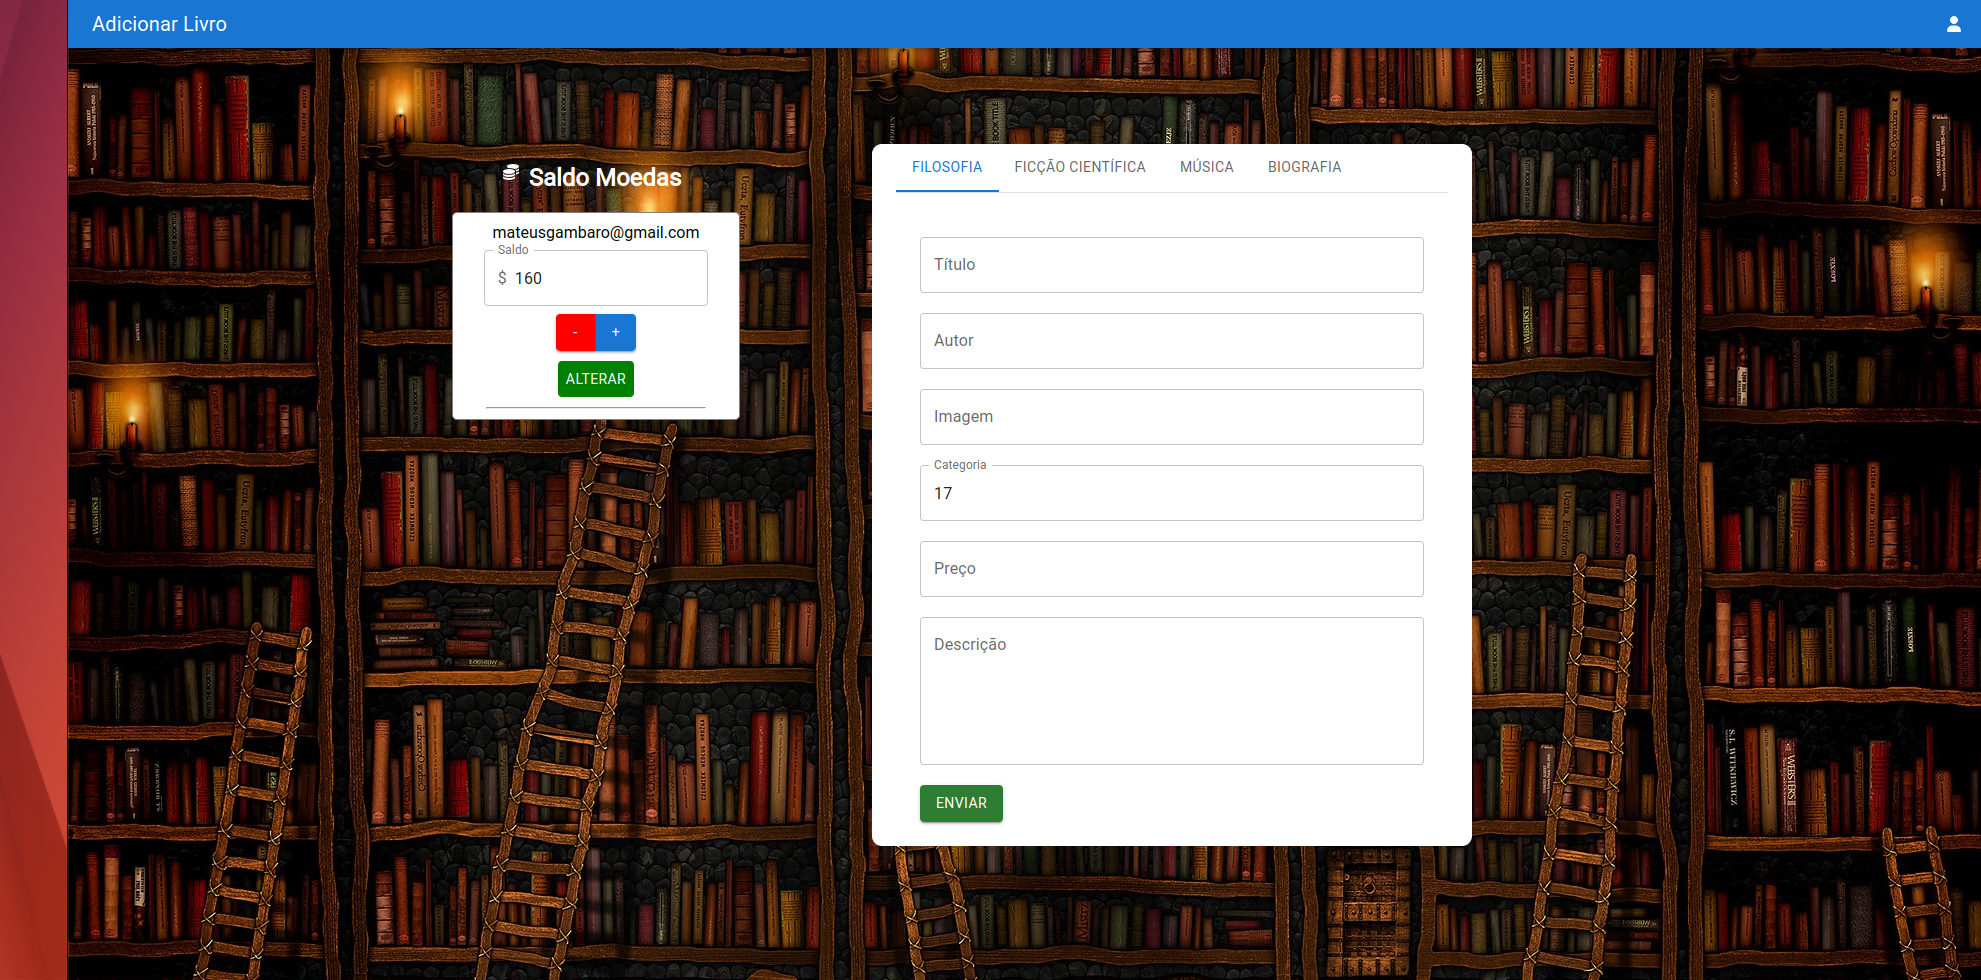 Adicionar Livro
Saldo Moedas
mateusgambaro@gmail.com
Saldo
$ 160
- +
ALTERAR
FILOSOFIA FICÇÃO CIENTÍFICA MÚSICA BIOGRAFIA
Título
Autor
Imagem
Categoria
17
Preço
Descrição
ENVIAR